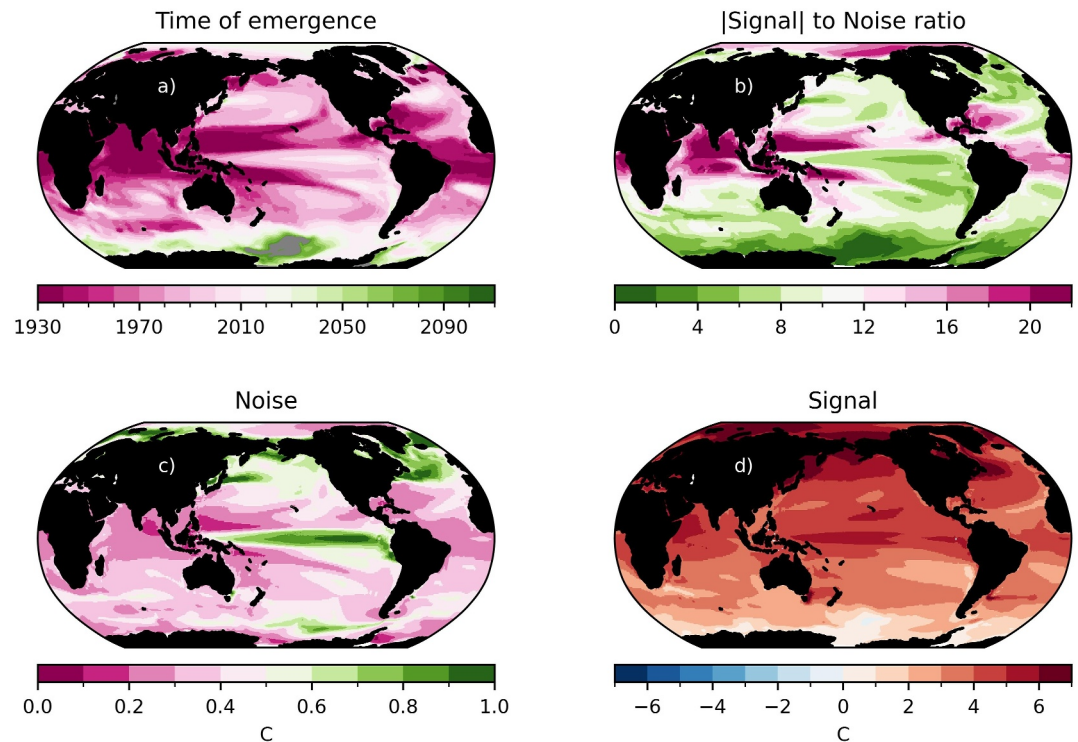 Time of emergence
|Signal| to Noise ratio
a)
b)
1930 1970 2010 2050 2090
0 4 8 12 16 20
Noise
Signal
c)
d)
0.0 0.2 0.4 0.6 0.8 1.0
−6 −4 −2 0 2 4 6
C
C